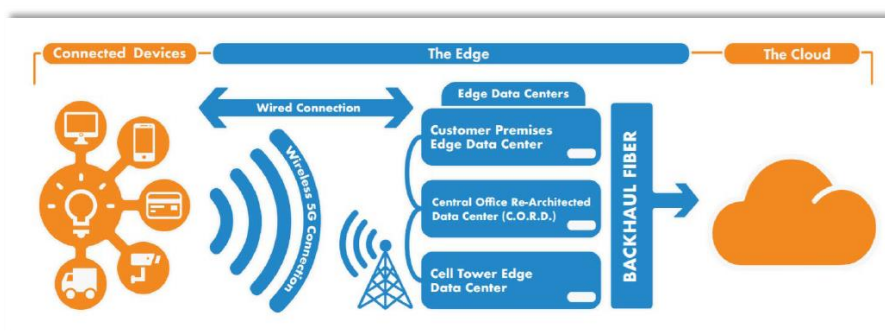 Connected Devices
The Edge
The Cloud
Wired Connection
Wireless 5G Connection
Edge Data Centers
Customer Premises
Edge Data Center
Central Office Re-Architected
Data Center (C.O.R.D.)
Cell Tower Edge
Data Center
BACKHAUL FIBER